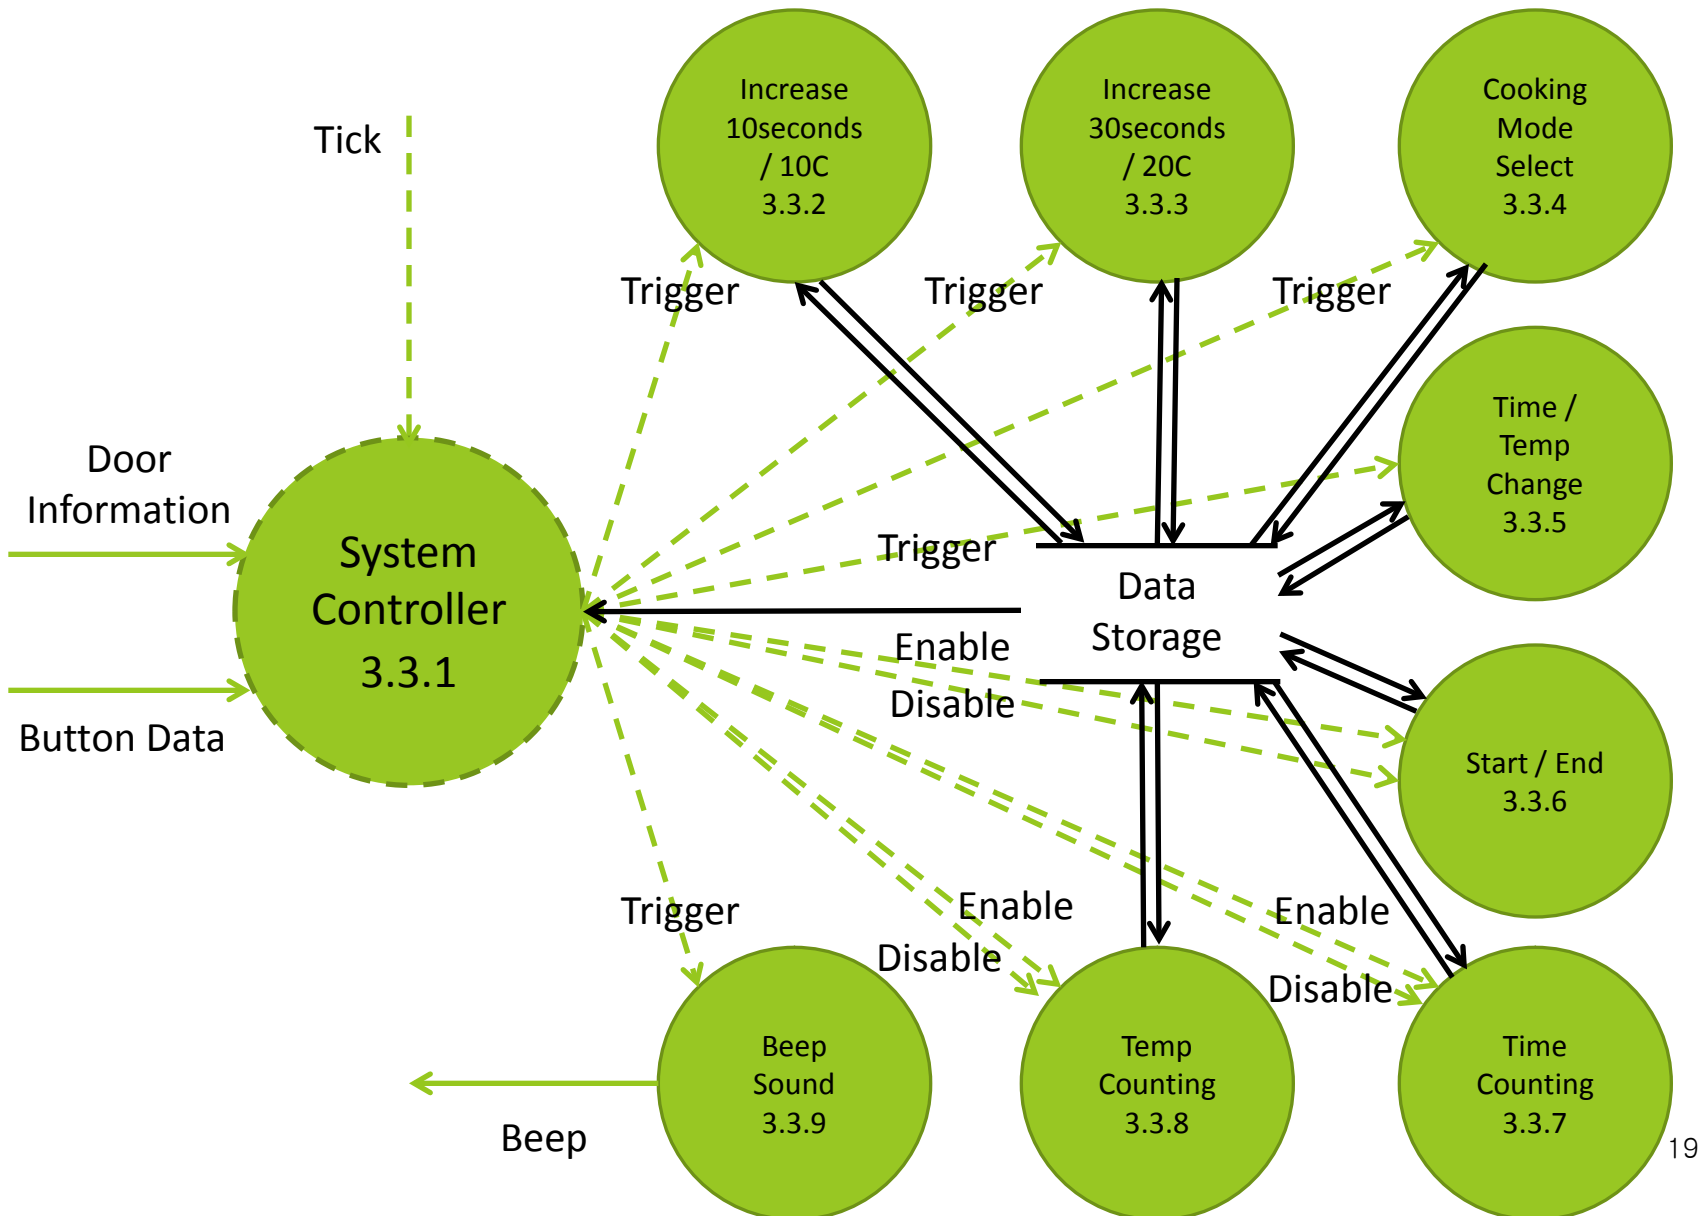 Increase
10seconds
/ 10C
3.3.2
Increase
30seconds
/ 20C
3.3.3
Cooking
Mode
Select
3.3.4
Tick
Trigger
Trigger
Trigger
Time /
Temp
Change
3.3.5
Door
Information
System
Controller
3.3.1
Button Data
Trigger
Data
Storage
Enable
Disable
Start / End
3.3.6
Trigger
Enable
Disable
Enable
Disable
Beep
Sound
3.3.9
Temp
Counting
3.3.8
Time
Counting
3.3.7
Beep
19